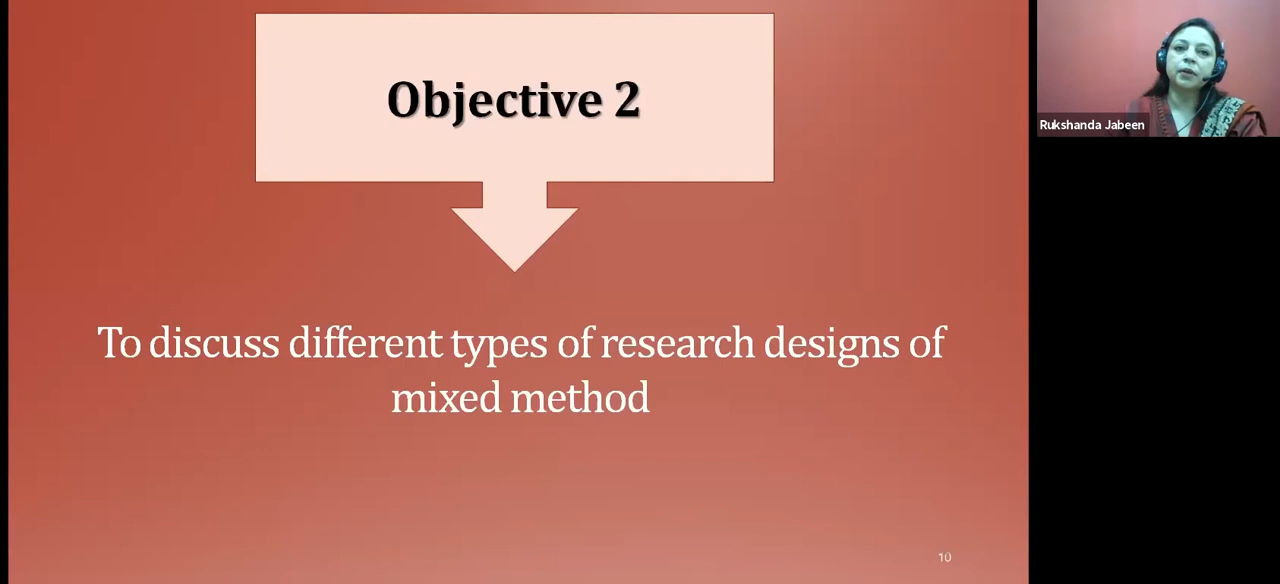 Objective 2
To discuss different types of research designs of
mixed method
10
Rukshanda Jabeen